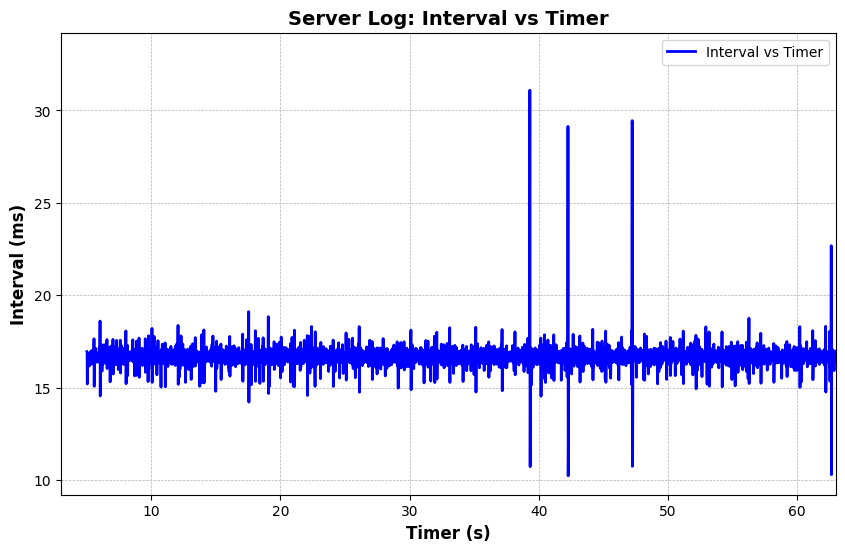 Server Log: Interval vs Timer
Interval vs Timer
30
25
20
15
10
Interval (ms)
10 20 30 40 50 60
Timer (s)